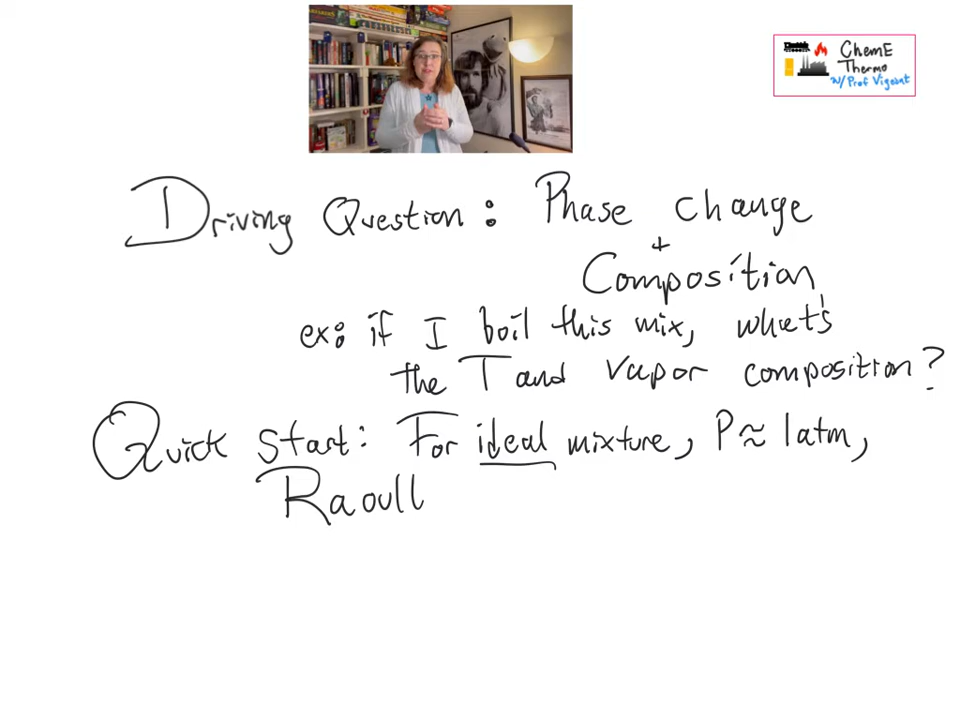 ChemE
Thermo
w/ Prof Vigeant
Driving Question: Phase change
+
Composition
ex: if I boil this mix, what's
the T and vapor composition?
Quick start: For ideal mixture, P≈1atm,
Raoull